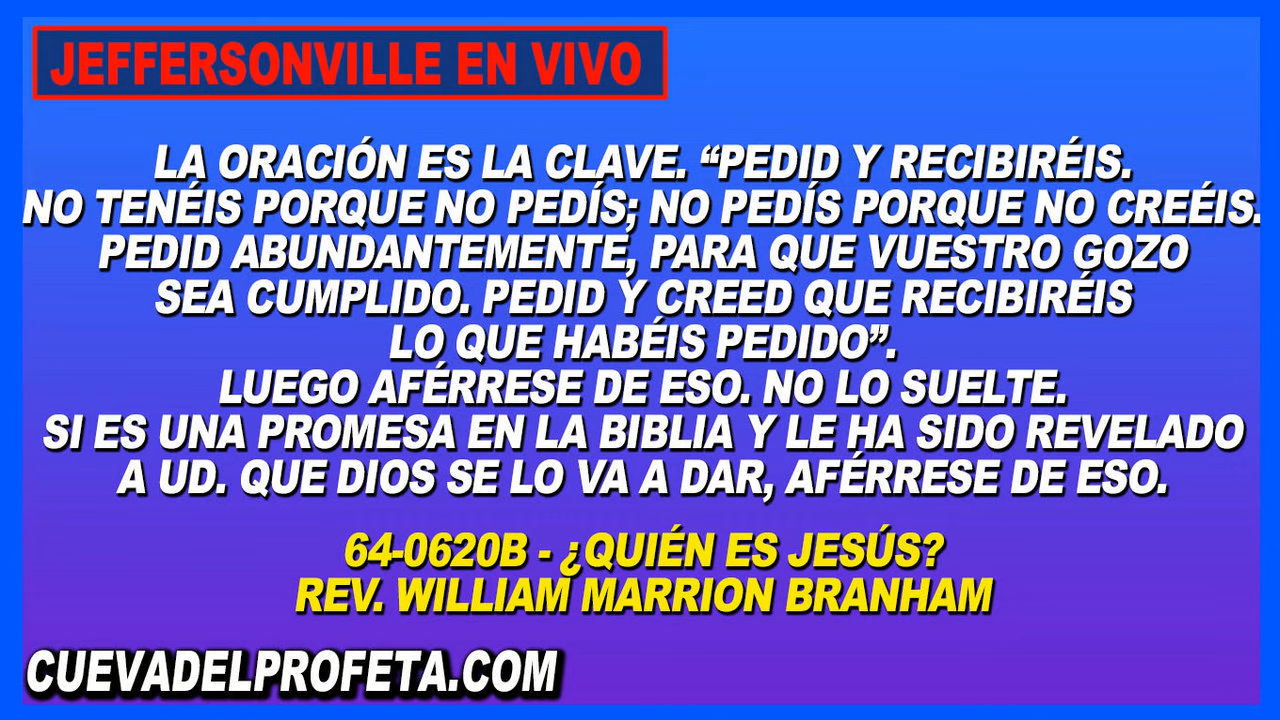 JEFFERSONVILLE EN VIVO
LA ORACIÓN ES LA CLAVE. “PEDID Y RECIBIRÉIS.
NO TENÉIS PORQUE NO PEDÍS; NO PEDÍS PORQUE NO CREÉIS.
PEDID ABUNDANTEMENTE, PARA QUE VUESTRO GOZO
SEA CUMPLIDO. PEDID Y CREED QUE RECIBIRÉIS
LO QUE HABÉIS PEDIDO”.
LUEGO AFÉRRESE DE ESO. NO LO SUELTE.
SI ES UNA PROMESA EN LA BIBLIA Y LE HA SIDO REVELADO
A UD. QUE DIOS SE LO VA A DAR, AFÉRRESE DE ESO.
64-0620B - ¿QUIÉN ES JESÚS?
REV. WILLIAM MARRION BRANHAM
CUEVADELPROFETA.COM